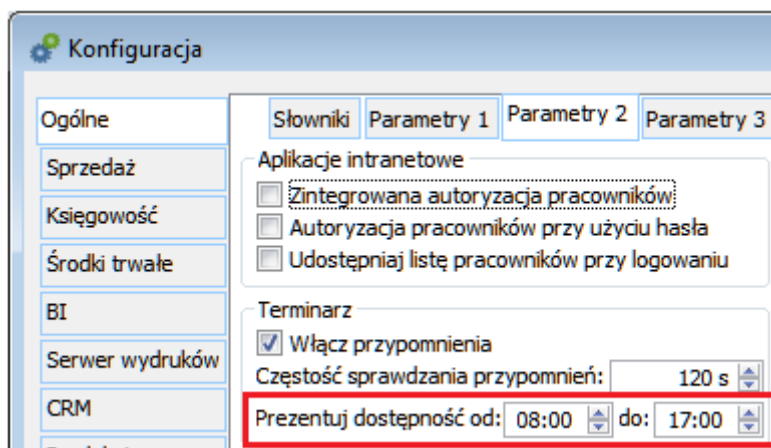 Konfiguracja
Ogólne
Sprzedaż
Księgowość
Środki trwałe
BI
Serwer wydruków
CRM
Słowniki Parametry 1 Parametry 2 Parametry 3
Aplikacje intranetowe
Zintegrowana autoryzacja pracowników
Autoryzacja pracowników przy użyciu hasła
Udostępniaj listę pracowników przy logowaniu
Terminarz
Włącz przypomnienia
Częstość sprawdzania przypomnień: 120 s
Prezentuj dostępność od: 08:00 do: 17:00